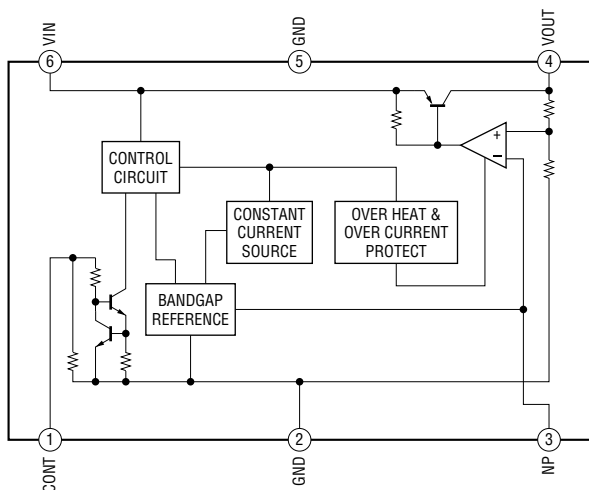 VIN
GND
VOUT
6
5
4
+
−
CONTROL
CIRCUIT
CONSTANT
CURRENT
SOURCE
OVER HEAT &
OVER CURRENT
PROTECT
BANDGAP
REFERENCE
1
2
3
CONT
GND
NP